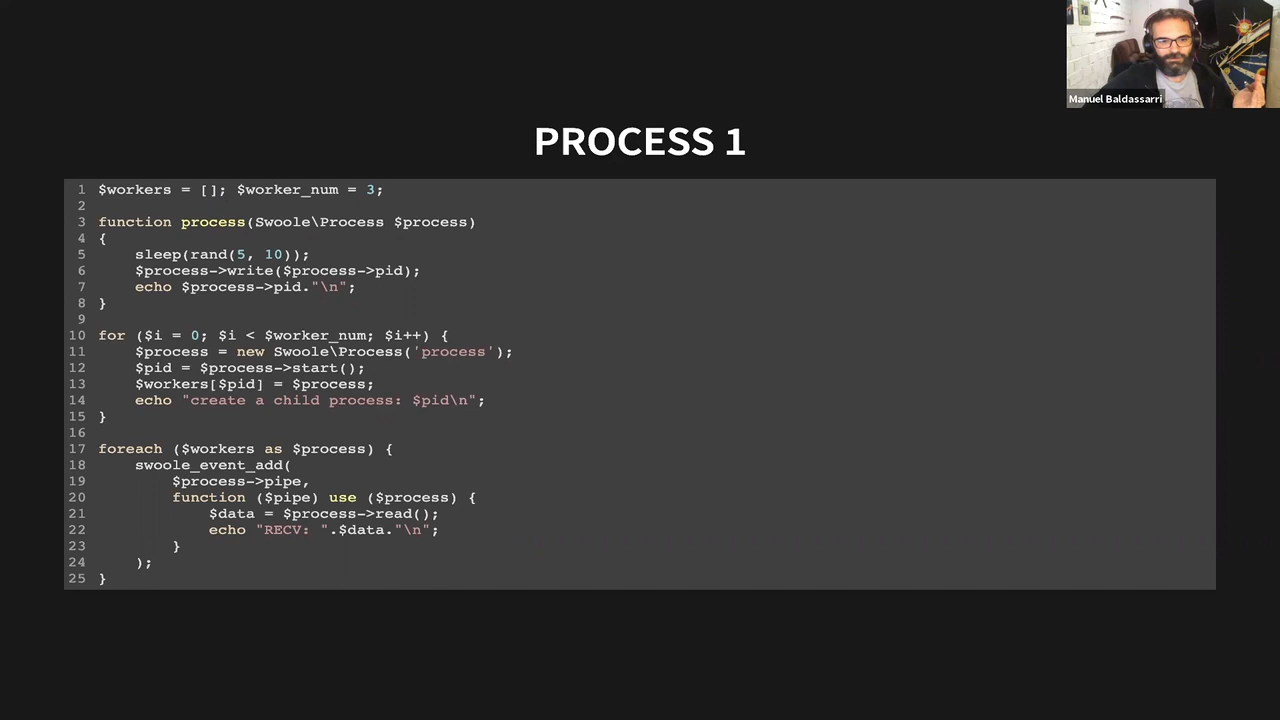 Manuel Baldassarri
PROCESS 1
1 $workers = []; $worker_num = 3;
2
3 function process(Swoole\Process $process)
4 {
5     sleep(rand(5, 10));
6     $process->write($process->pid);
7     echo $process->pid."\n";
8 }
9
10 for ($i = 0; $i < $worker_num; $i++) {
11     $process = new Swoole\Process('process');
12     $pid = $process->start();
13     $workers[$pid] = $process;
14     echo "create a child process: $pid\n";
15 }
16
17 foreach ($workers as $process) {
18     swoole_event_add(
19         $process->pipe,
20         function ($pipe) use ($process) {
21             $data = $process->read();
22             echo "RECV: ".$data."\n";
23         }
24     );
25 }